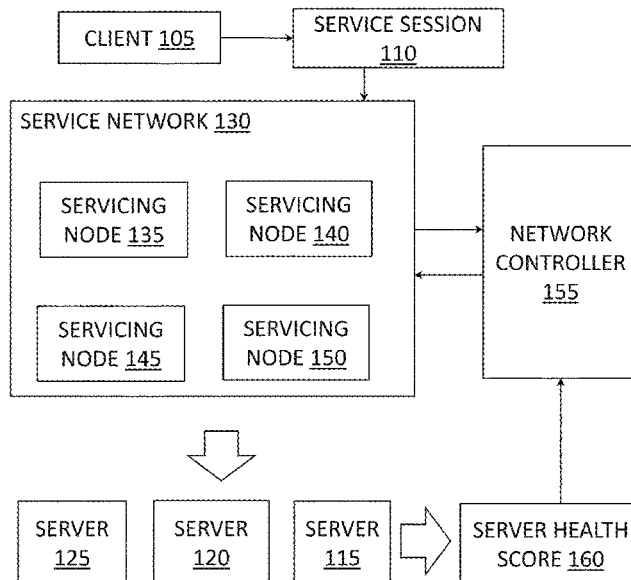 CLIENT 105
SERVICE SESSION
110
SERVICE NETWORK 130
SERVICING
NODE 135
SERVICING
NODE 140
SERVICING
NODE 145
SERVICING
NODE 150
NETWORK
CONTROLLER
155
SERVER
125
SERVER
120
SERVER
115
SERVER HEALTH
SCORE 160